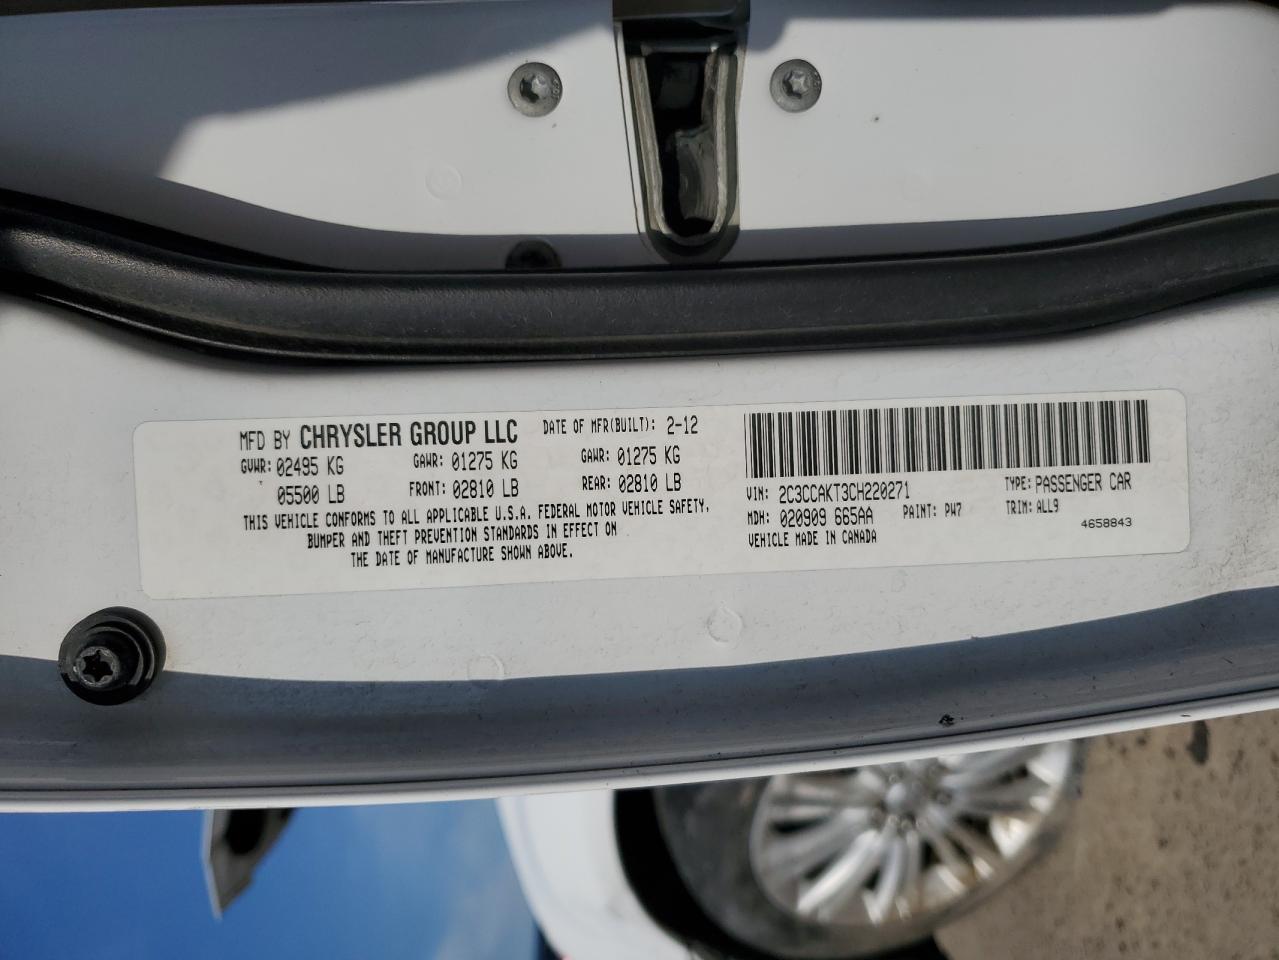 MFD BY CHRYSLER GROUP LLC DATE OF MFR(BUILT): 2-12
GVWR: 02495 KG GAWR: 01275 KG GAWR: 01275 KG
05500 LB FRONT: 02810 LB REAR: 02810 LB
THIS VEHICLE CONFORMS TO ALL APPLICABLE U.S.A. FEDERAL MOTOR VEHICLE SAFETY,
BUMPER AND THEFT PREVENTION STANDARDS IN EFFECT ON
THE DATE OF MANUFACTURE SHOWN ABOVE.
VIN: 2C3CCAKT3CH220271 TYPE: PASSENGER CAR
MDH: 020909 665AA PAINT: PW7 TRIM: ALL9
VEHICLE MADE IN CANADA 4658843